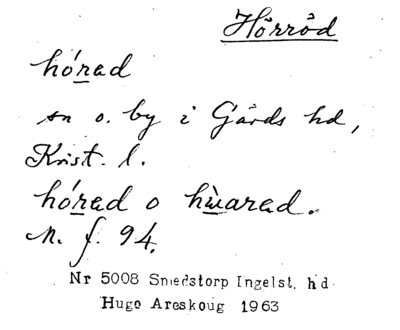 Hörröd
hórad
sn o. by i Gärds hd,
Krist. l.
hórad o hùarad.
M. f. 94.
Nr 5008 Smedstorp Ingelst. hd
Hugo Areskoug 1963